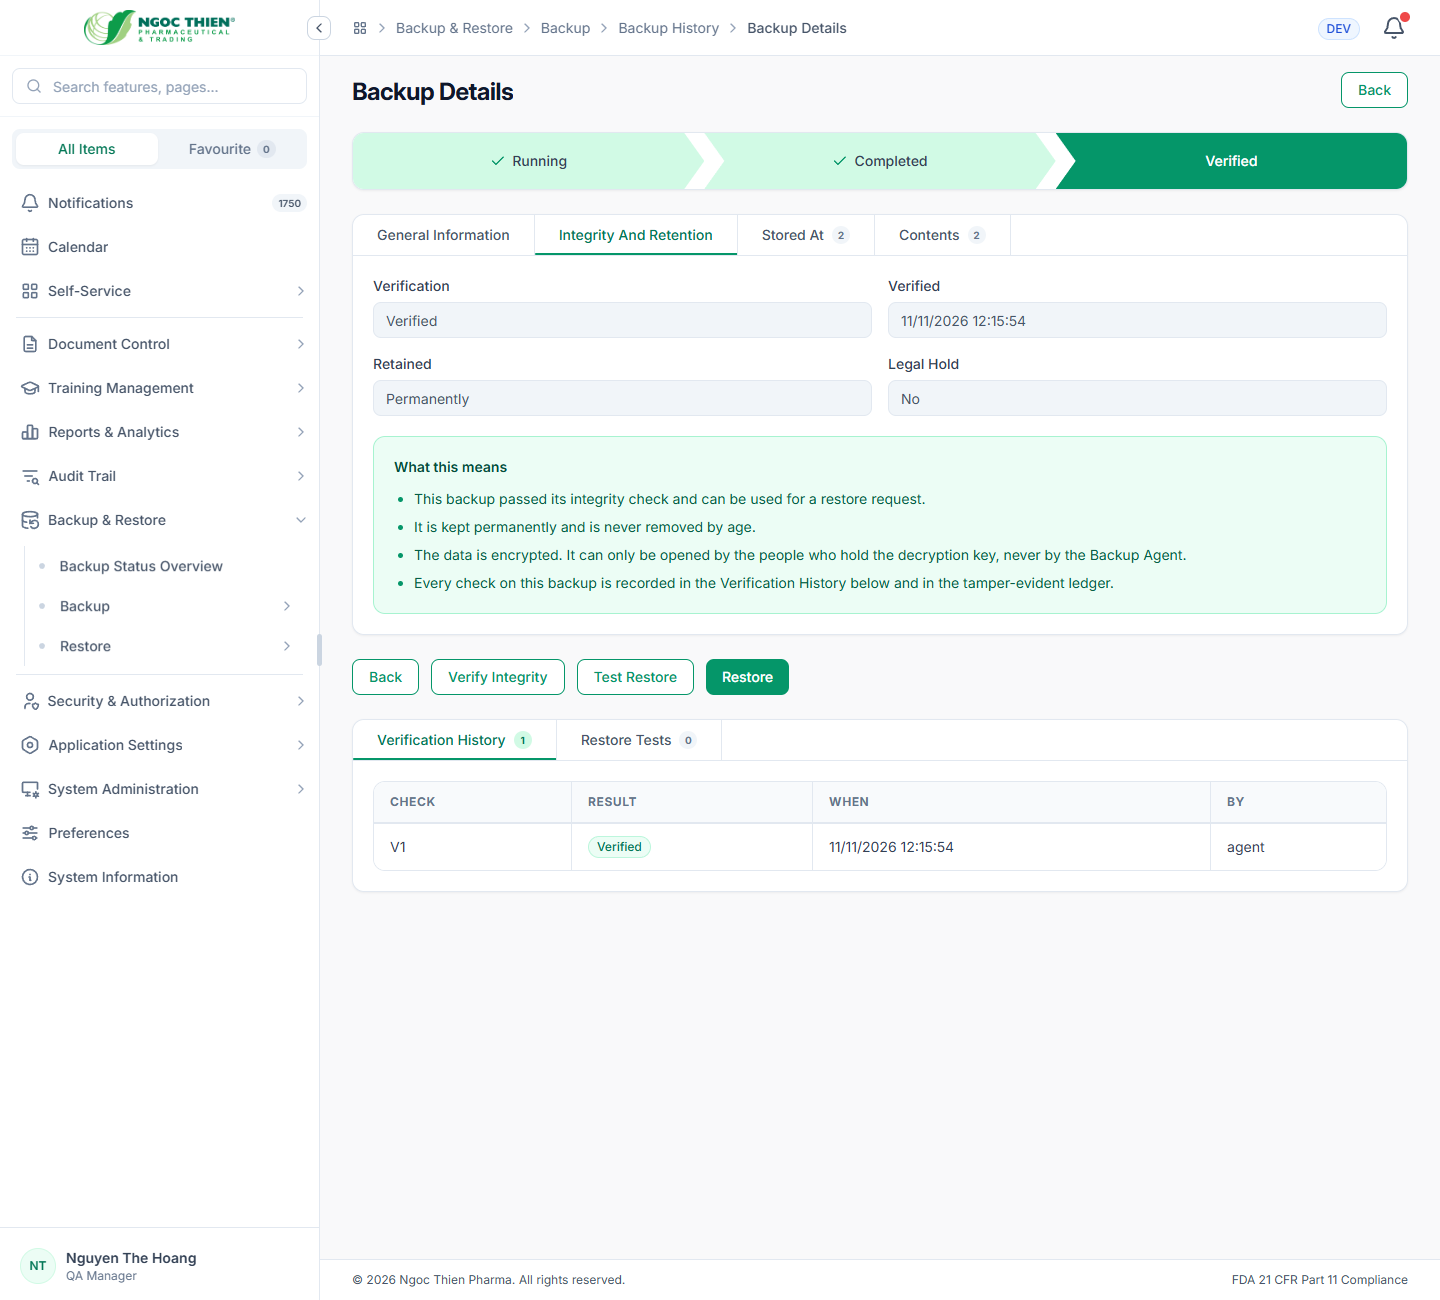 NGOC THIEN®
PHARMACEUTICAL
& TRADING
Search features, pages...
All Items
Favourite 0
Notifications 1750
Calendar
Self-Service
Document Control
Training Management
Reports & Analytics
Audit Trail
Backup & Restore
Backup Status Overview
Backup
Restore
Security & Authorization
Application Settings
System Administration
Preferences
System Information
NT
Nguyen The Hoang
QA Manager
Backup & Restore
Backup
Backup History
Backup Details
DEV
Backup Details
Back
Running
Completed
Verified
General Information
Integrity And Retention
Stored At 2
Contents 2
Verification
Verified
Verified
11/11/2026 12:15:54
Retained
Permanently
Legal Hold
No
What this means
This backup passed its integrity check and can be used for a restore request.
It is kept permanently and is never removed by age.
The data is encrypted. It can only be opened by the people who hold the decryption key, never by the Backup Agent.
Every check on this backup is recorded in the Verification History below and in the tamper-evident ledger.
Back
Verify Integrity
Test Restore
Restore
Verification History 1
Restore Tests 0
CHECK RESULT WHEN BY
V1 Verified 11/11/2026 12:15:54 agent
© 2026 Ngoc Thien Pharma. All rights reserved.
FDA 21 CFR Part 11 Compliance